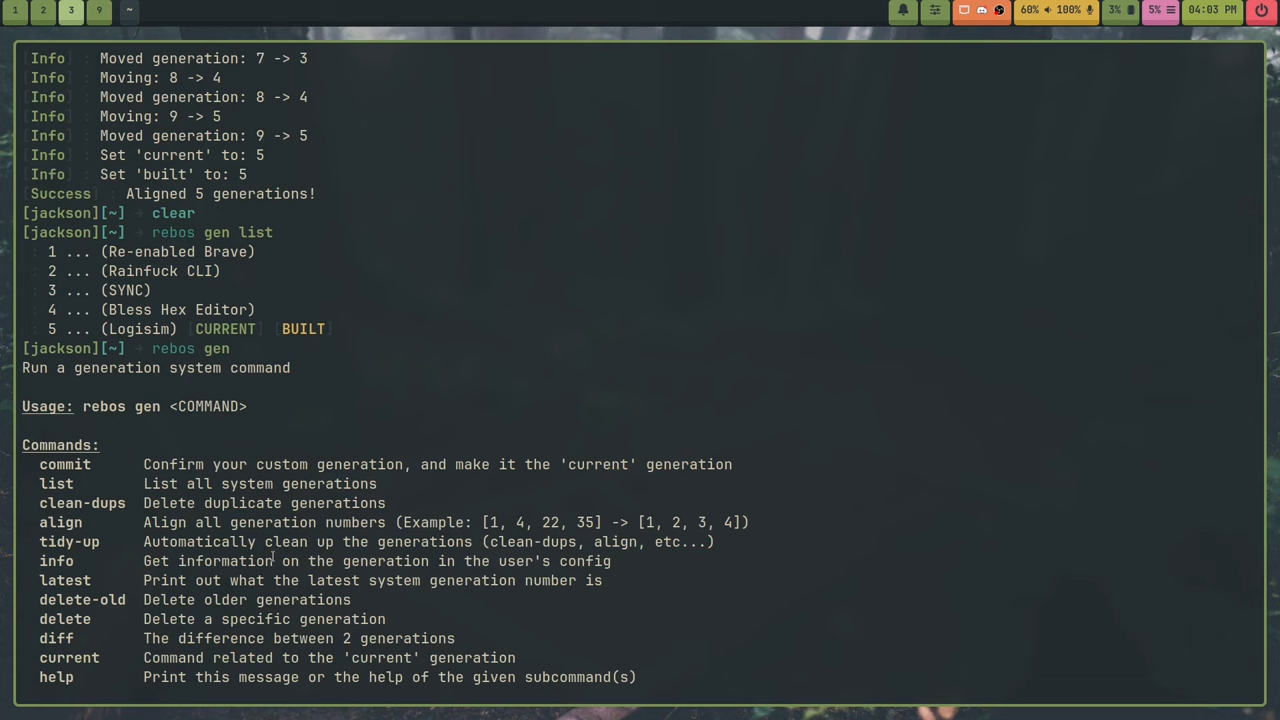 1 2 3 9 ~ 60% 100% 3% 5% 04:03 PM
[Info] : Moved generation: 7 -> 3
[Info] : Moving: 8 -> 4
[Info] : Moved generation: 8 -> 4
[Info] : Moving: 9 -> 5
[Info] : Moved generation: 9 -> 5
[Info] : Set 'current' to: 5
[Info] : Set 'built' to: 5
[Success] : Aligned 5 generations!
[jackson][~] → clear
[jackson][~] → rebos gen list
: 1 ... (Re-enabled Brave)
: 2 ... (Rainfuck CLI)
: 3 ... (SYNC)
: 4 ... (Bless Hex Editor)
: 5 ... (Logisim) [CURRENT] [BUILT]
[jackson][~] → rebos gen
Run a generation system command
Usage: rebos gen <COMMAND>
Commands:
commit Confirm your custom generation, and make it the 'current' generation
list List all system generations
clean-dups Delete duplicate generations
align Align all generation numbers (Example: [1, 4, 22, 35] -> [1, 2, 3, 4])
tidy-up Automatically clean up the generations (clean-dups, align, etc...)
info Get information on the generation in the user's config
latest Print out what the latest system generation number is
delete-old Delete older generations
delete Delete a specific generation
diff The difference between 2 generations
current Command related to the 'current' generation
help Print this message or the help of the given subcommand(s)